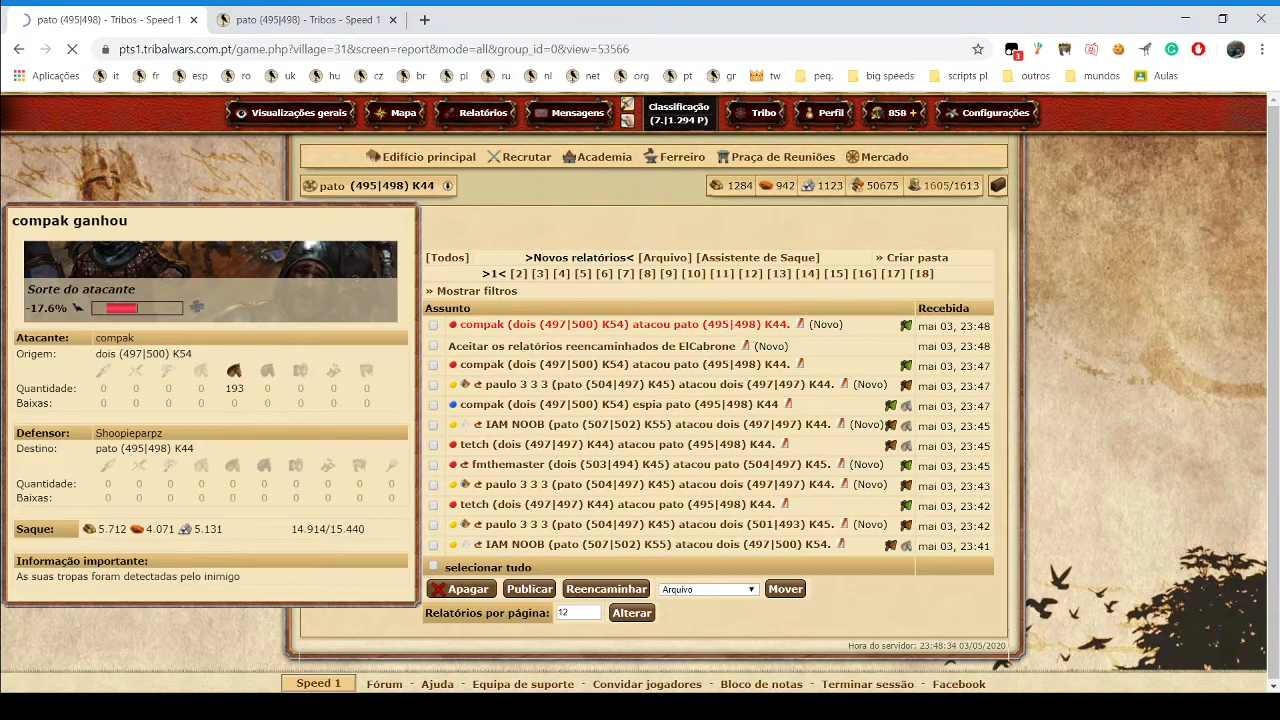 pato (495|498) - Tribos - Speed 1
pato (495|498) - Tribos - Speed 1
pts1.tribalwars.com.pt/game.php?village=31&screen=report&mode=all&group_id=0&view=53566
3
Aplicações it fr esp ro uk hu cz br pl ru nl net org pt gr tw peq. big speeds scripts pl outros mundos Aulas
Visualizações gerais Mapa Relatórios Mensagens Classificação (7.|1.294 P) Tribo Perfil 858 + Configurações
Edifício principal Recrutar Academia Ferreiro Praça de Reuniões Mercado
pato (495|498) K44 1284 942 1123 50675 1605/1613
compak ganhou
Sorte do atacante
-17.6%
Atacante: compak
Origem: dois (497|500) K54
Quantidade: 0 0 0 0 193 0 0 0 0 0
Baixas: 0 0 0 0 0 0 0 0 0 0
Defensor: Shoopieparpz
Destino: pato (495|498) K44
Quantidade: 0 0 0 0 0 0 0 0 0 0 0
Baixas: 0 0 0 0 0 0 0 0 0 0 0
Saque: 5.712 4.071 5.131 14.914/15.440
Informação importante:
As suas tropas foram detectadas pelo inimigo
[Todos] >Novos relatórios< [Arquivo] [Assistente de Saque] » Criar pasta
>1< [2] [3] [4] [5] [6] [7] [8] [9] [10] [11] [12] [13] [14] [15] [16] [17] [18]
» Mostrar filtros
Assunto Recebida
compak (dois (497|500) K54) atacou pato (495|498) K44. (Novo) mai 03, 23:48
Aceitar os relatórios reencaminhados de ElCabrone (Novo) mai 03, 23:48
compak (dois (497|500) K54) atacou pato (495|498) K44. mai 03, 23:47
paulo 3 3 3 (pato (504|497) K45) atacou dois (497|497) K44. (Novo) mai 03, 23:47
compak (dois (497|500) K54) espia pato (495|498) K44 mai 03, 23:47
IAM NOOB (pato (507|502) K55) atacou dois (497|497) K44. (Novo) mai 03, 23:45
tetch (dois (497|497) K44) atacou pato (495|498) K44. mai 03, 23:45
fmthemaster (dois (503|494) K45) atacou pato (504|497) K45. (Novo) mai 03, 23:45
paulo 3 3 3 (pato (504|497) K45) atacou dois (497|497) K44. (Novo) mai 03, 23:43
tetch (dois (497|497) K44) atacou pato (495|498) K44. mai 03, 23:42
paulo 3 3 3 (pato (504|497) K45) atacou dois (501|493) K45. (Novo) mai 03, 23:42
IAM NOOB (pato (507|502) K55) atacou dois (497|500) K54. mai 03, 23:41
selecionar tudo
Apagar Publicar Reencaminhar Arquivo Mover
Relatórios por página: 12 Alterar
Hora do servidor: 23:48:34 03/05/2020
Speed 1 Fórum - Ajuda - Equipa de suporte - Convidar jogadores - Bloco de notas - Terminar sessão - Facebook